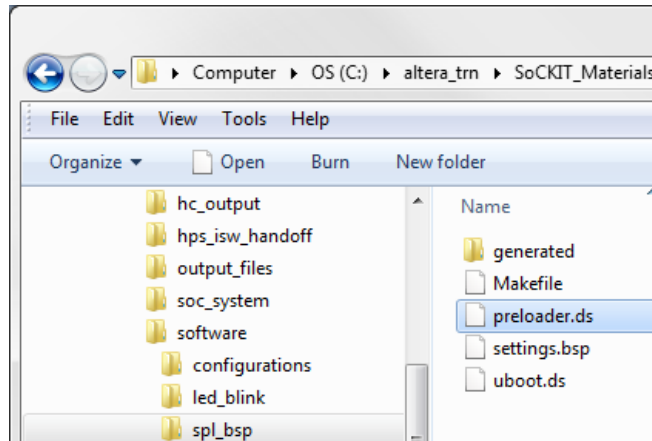 Computer OS (C:) altera_trn SoCKIT_Materials
File Edit View Tools Help
Organize Open Burn New folder
hc_output
hps_isw_handoff
output_files
soc_system
software
configurations
led_blink
spl_bsp
Name
generated
Makefile
preloader.ds
settings.bsp
uboot.ds